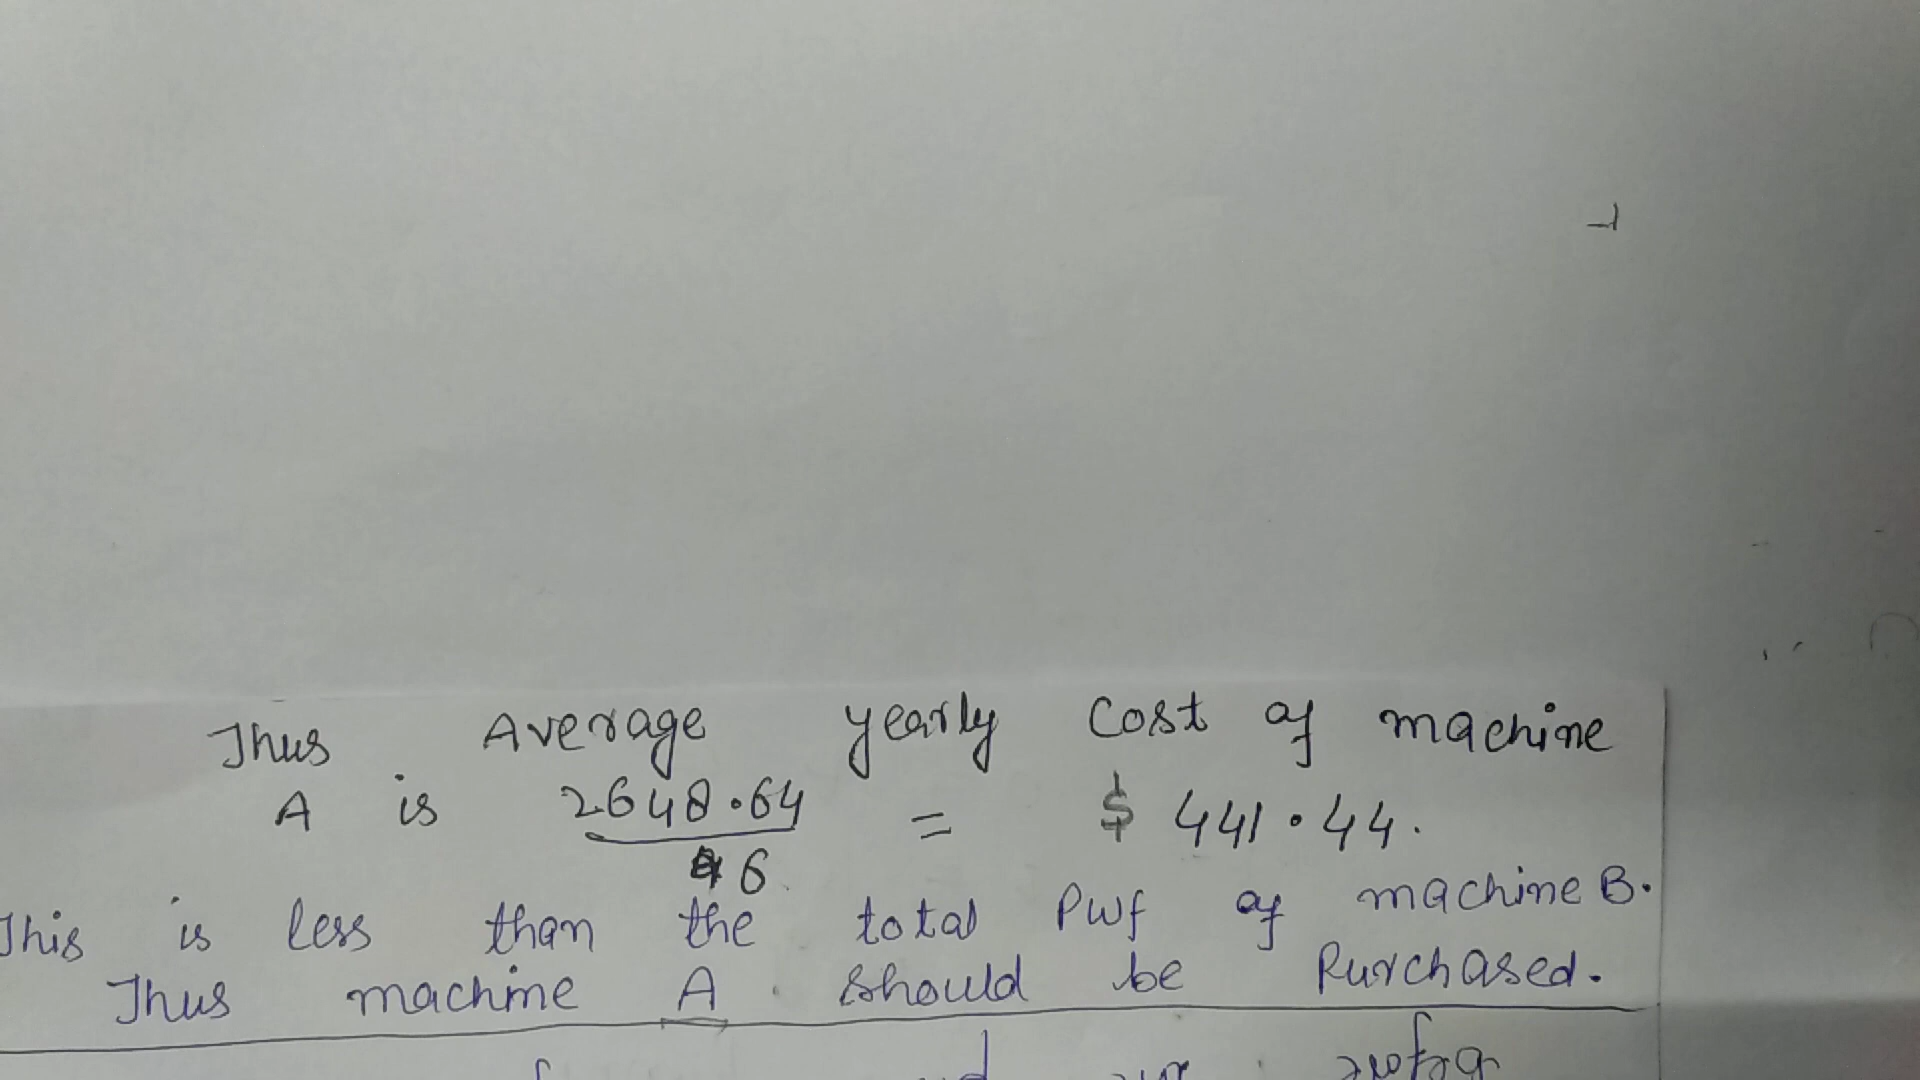 Thus Average yearly cost of machine
A is 2648.64 / 6 = $ 441.44.
This is less than the total Pwf of machine B.
Thus machine A should be Purchased.